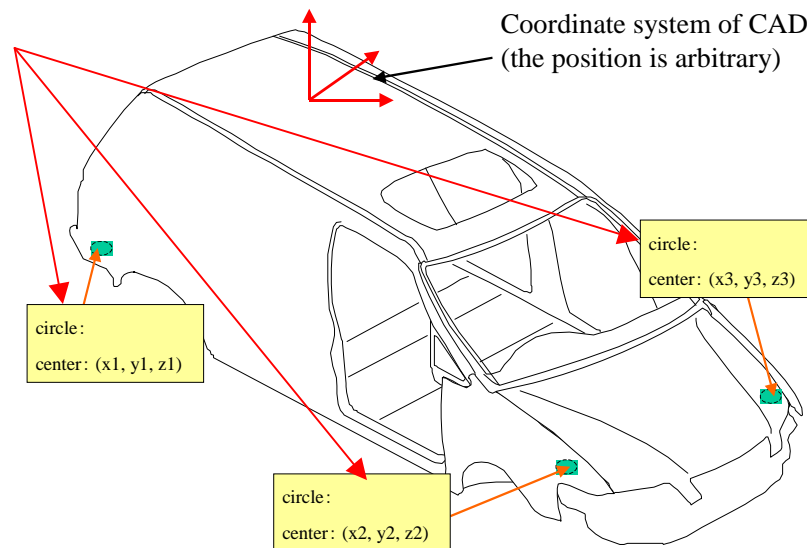 Coordinate system of CAD
(the position is arbitrary)
circle:
center: (x3, y3, z3)
circle:
center: (x1, y1, z1)
circle:
center: (x2, y2, z2)